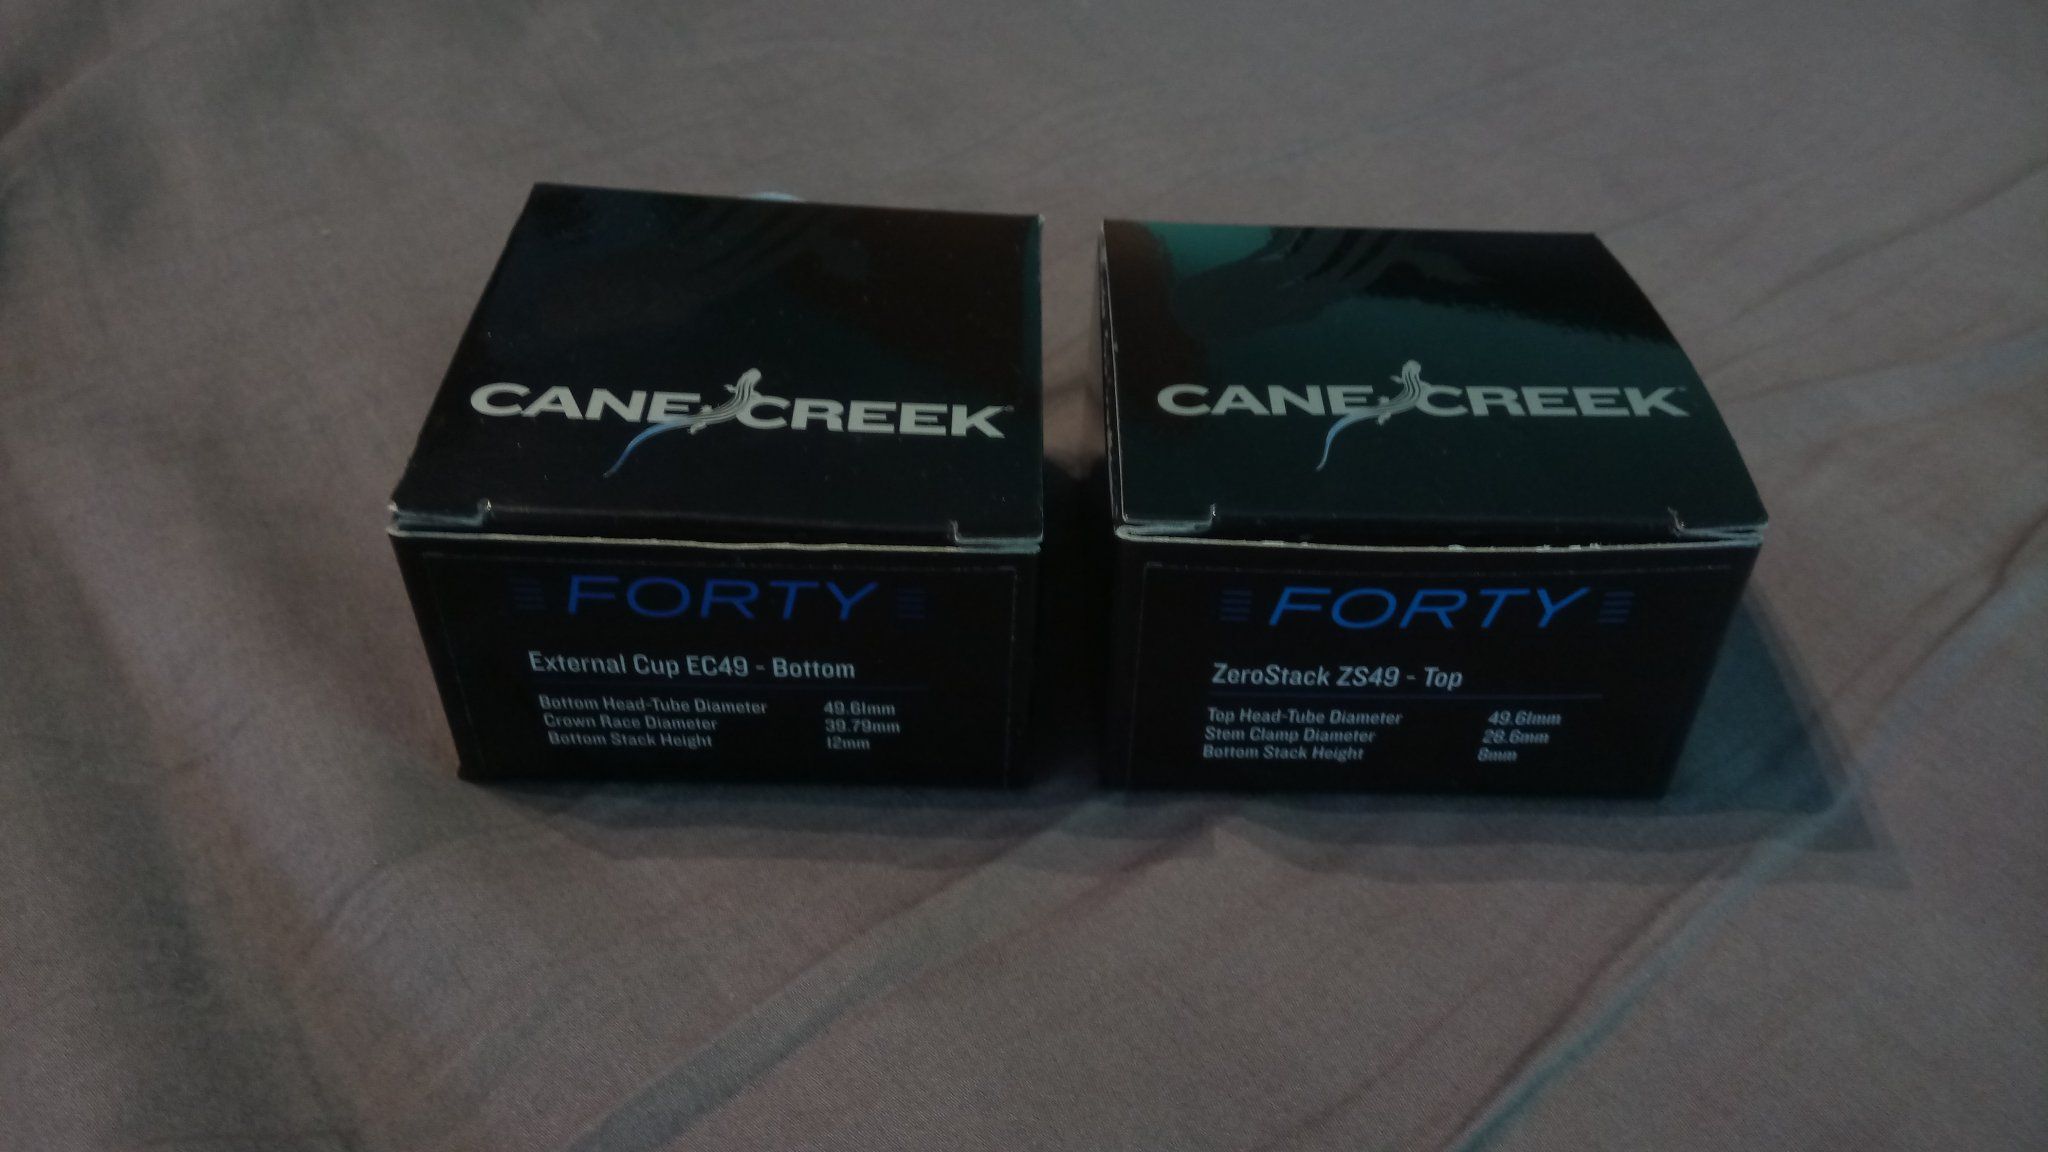 CANE CREEK
FORTY
External Cup EC49 - Bottom
Bottom Head-Tube Diameter 49.61mm
Crown Race Diameter 39.79mm
Bottom Stack Height 12mm
CANE CREEK™
FORTY
ZeroStack ZS49 - Top
Top Head-Tube Diameter 49.61mm
Stem Clamp Diameter 28.6mm
Bottom Stack Height 8mm